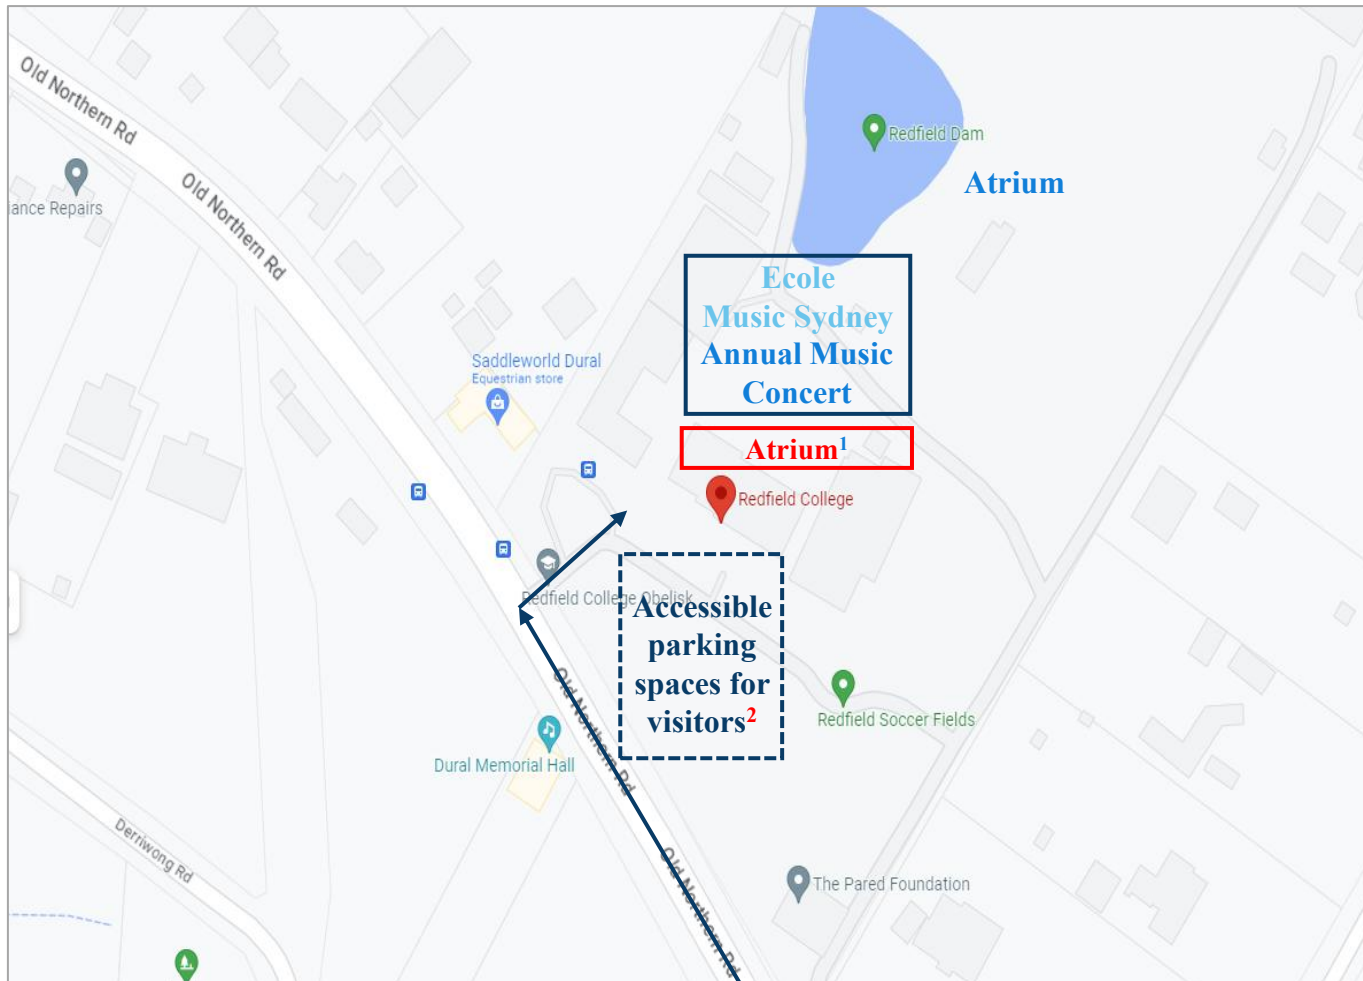 Old Northern Rd
Old Northern Rd
iance Repairs
Redfield Dam
Atrium
Ecole
Music Sydney
Annual Music
Concert
Saddleworld Dural
Equestrian store
Atrium¹
Redfield College
Redfield College Obelisk
Accessible
parking
spaces for
visitors²
Old Northern Rd
Redfield Soccer Fields
Dural Memorial Hall
Derriwong Rd
Old Northern Rd
The Pared Foundation